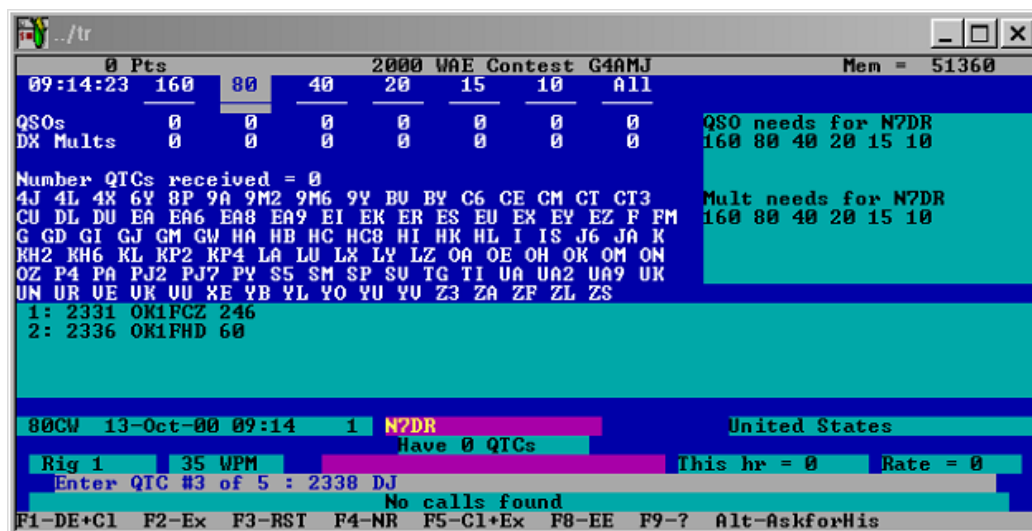 ../tr
0 Pts 2000 WAE Contest G4AMJ Mem = 51360
09:14:23 160 80 40 20 15 10 All
QSOs 0 0 0 0 0 0 0 QSO needs for N7DR
DX Mults 0 0 0 0 0 0 0 160 80 40 20 15 10
Number QTCs received = 0
4J 4L 4X 6Y 8P 9A 9M2 9M6 9Y BV BY C6 CE CM CT CT3 Mult needs for N7DR
CU DL DU EA EA6 EA8 EA9 EI EK ER ES EU EX EY EZ F FM 160 80 40 20 15 10
G GD GI GJ GM GW HA HB HC HC8 HI HK HL I IS J6 JA K
KH2 KH6 KL KP2 KP4 LA LU LX LY LZ OA OE OH OK OM ON
OZ P4 PA PJ2 PJ7 PY S5 SM SP SV TG TI UA UA2 UA9 UK
UN UR VE VK VU XE YB YL YO YU YV Z3 ZA ZF ZL ZS
1: 2331 OK1FCZ 246
2: 2336 OK1FHD 60
80CW 13-Oct-00 09:14 1 N7DR United States
Have 0 QTCs
Rig 1 35 WPM This hr = 0 Rate = 0
Enter QTC #3 of 5 : 2338 DJ
No calls found
F1-DE+Cl F2-Ex F3-RST F4-NR F5-Cl+Ex F8-EE F9-? Alt-AskforHis